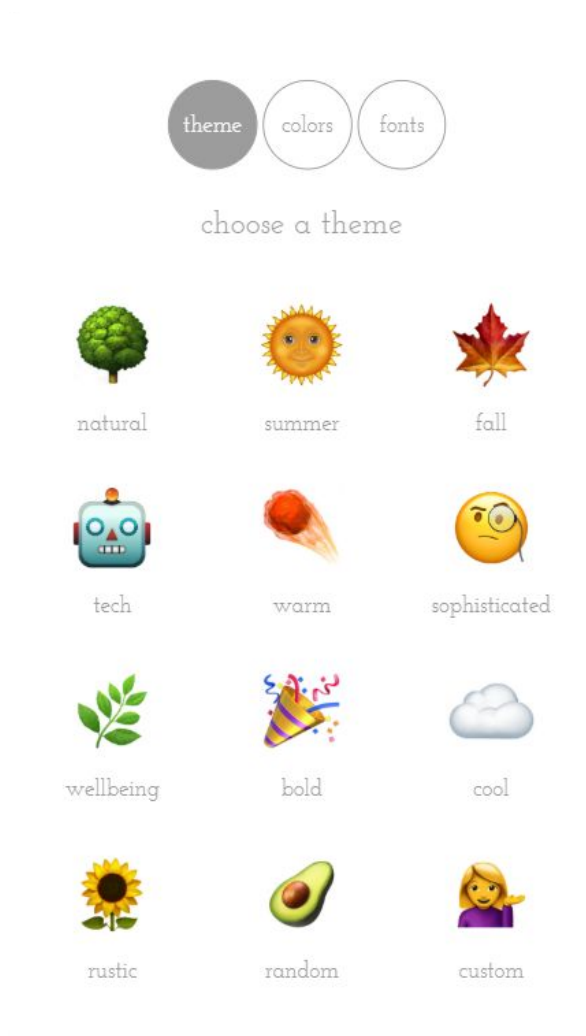 theme colors fonts
choose a theme
natural summer fall
tech warm sophisticated
wellbeing bold cool
rustic random custom